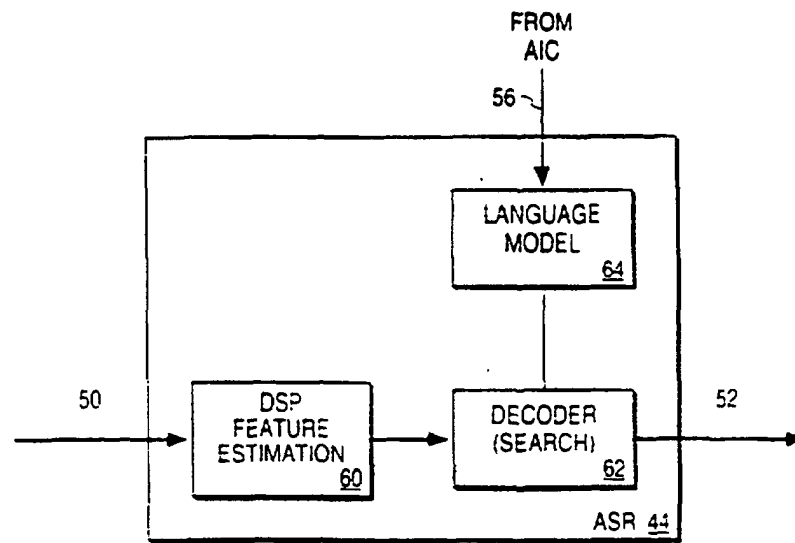 FROM
AIC
56
LANGUAGE
MODEL
64
50
DSP
FEATURE
ESTIMATION
60
DECODER
(SEARCH)
62
52
ASR 44